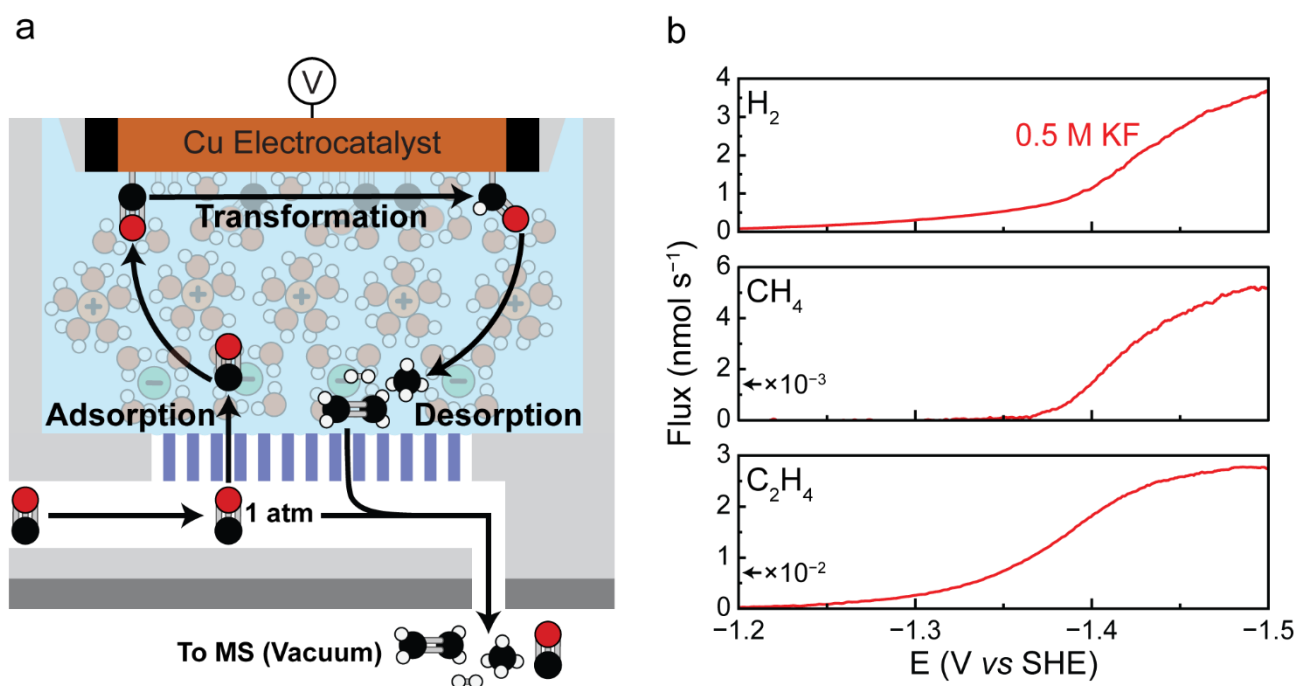 a
V
Cu Electrocatalyst
Transformation
+ + + + +
− − − −
Adsorption
Desorption
1 atm
To MS (Vacuum)
b
H₂
0.5 M KF
4
3
2
1
0
CH₄
6
4
2
0
←×10⁻³
C₂H₄
3
2
1
0
←×10⁻²
Flux (nmol s⁻¹)
−1.2 −1.3 −1.4 −1.5
E (V vs SHE)